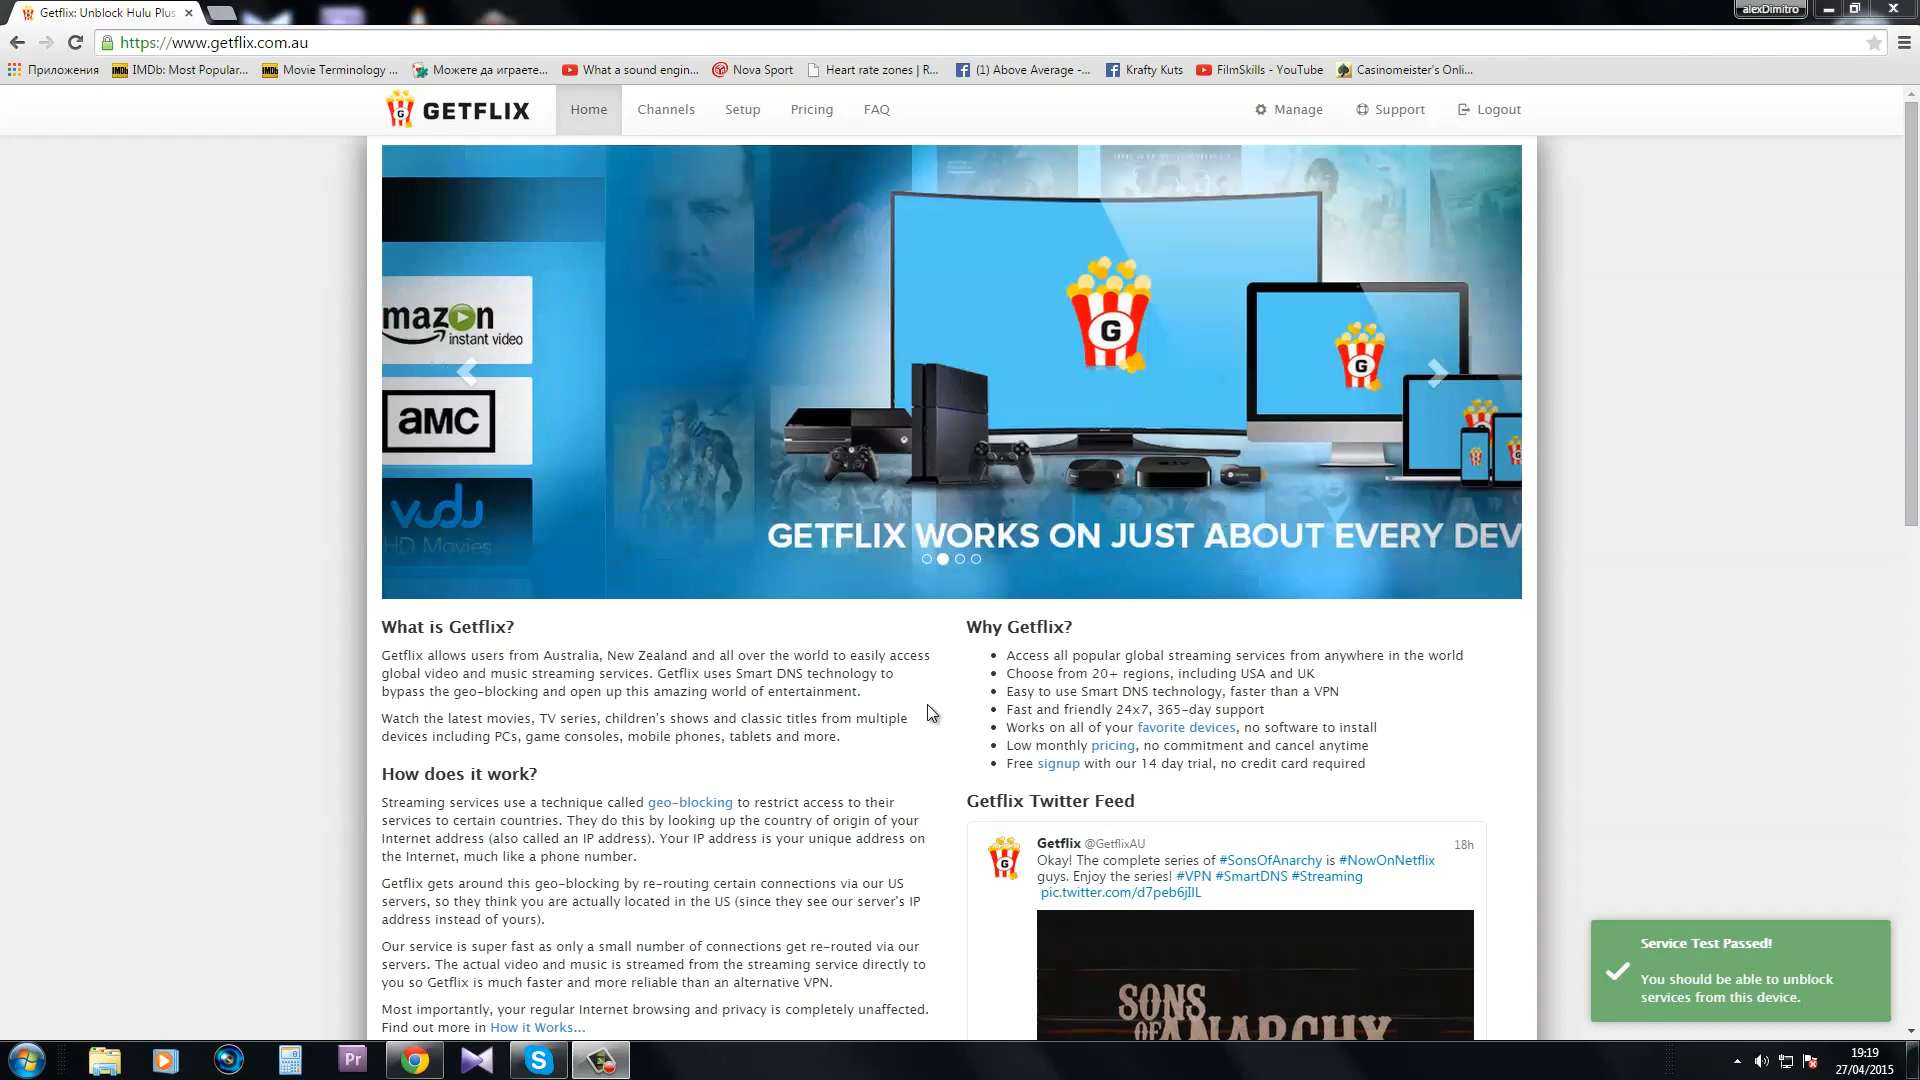 Getflix: Unblock Hulu Plus
alexDimitro
https://www.getflix.com.au
Приложения
IMDb: Most Popular...
Movie Terminology ...
Можете да играете...
What a sound engin...
Nova Sport
Heart rate zones | R...
(1) Above Average -...
Krafty Kuts
FilmSkills - YouTube
Casinomeister's Onli...
G
GETFLIX
Home
Channels
Setup
Pricing
FAQ
Manage
Support
Logout
mazon
instant video
aMC
vudu
HD Movies
G
G
GETFLIX WORKS ON JUST ABOUT EVERY DEV
What is Getflix?
Getflix allows users from Australia, New Zealand and all over the world to easily access
global video and music streaming services. Getflix uses Smart DNS technology to
bypass the geo-blocking and open up this amazing world of entertainment.
Watch the latest movies, TV series, children's shows and classic titles from multiple
devices including PCs, game consoles, mobile phones, tablets and more.
How does it work?
Streaming services use a technique called geo-blocking to restrict access to their
services to certain countries. They do this by looking up the country of origin of your
Internet address (also called an IP address). Your IP address is your unique address on
the Internet, much like a phone number.
Getflix gets around this geo-blocking by re-routing certain connections via our US
servers, so they think you are actually located in the US (since they see our server's IP
address instead of yours).
Our service is super fast as only a small number of connections get re-routed via our
servers. The actual video and music is streamed from the streaming service directly to
you so Getflix is much faster and more reliable than an alternative VPN.
Most importantly, your regular Internet browsing and privacy is completely unaffected.
Find out more in How it Works...
Why Getflix?
Access all popular global streaming services from anywhere in the world
Choose from 20+ regions, including USA and UK
Easy to use Smart DNS technology, faster than a VPN
Fast and friendly 24x7, 365-day support
Works on all of your favorite devices, no software to install
Low monthly pricing, no commitment and cancel anytime
Free signup with our 14 day trial, no credit card required
Getflix Twitter Feed
G
Getflix @GetflixAU
18h
Okay! The complete series of #SonsOfAnarchy is #NowOnNetflix
guys. Enjoy the series! #VPN #SmartDNS #Streaming
pic.twitter.com/d7peb6jIIL
SONS
OF ANARCHY
Service Test Passed!
You should be able to unblock
services from this device.
Pr
19:19
27/04/2015